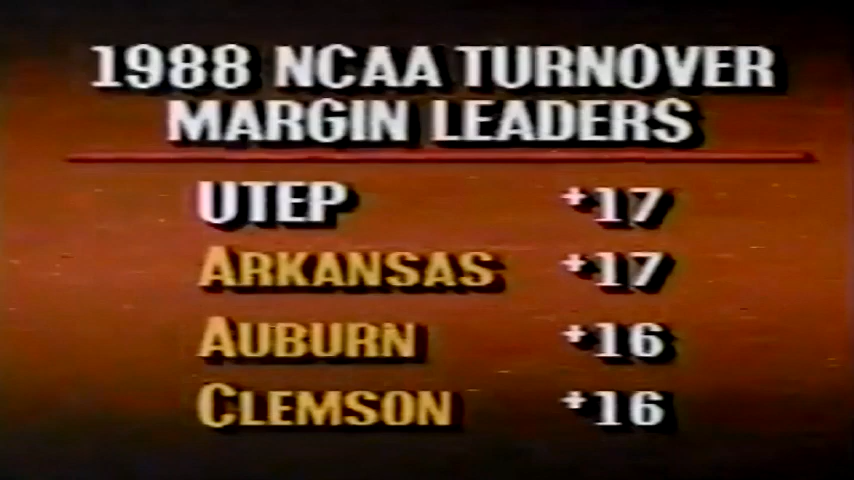 1988 NCAA TURNOVER
MARGIN LEADERS
UTEP +17
ARKANSAS +17
AUBURN +16
CLEMSON +16